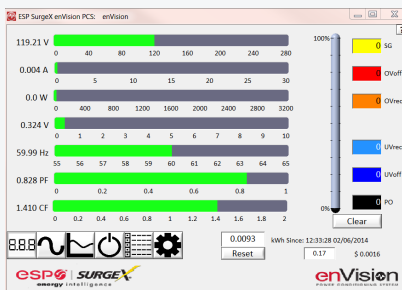 ESP SurgeX enVision PCS: enVision
119.21 V
0 40 80 120 160 200 240 280
0.004 A
0 5 10 15 20 25 30
0.0 W
0 400 800 1200 1600 2000 2400 2800 3200
0.324 V
0 1 2 3 4 5 6 7 8 9 10
59.99 Hz
55 56 57 58 59 60 61 62 63 64 65
0.828 PF
0 0.2 0.4 0.6 0.8 1
1.410 CF
0 0.2 0.4 0.6 0.8 1 1.2 1.4 1.6 1.8 2
100%
0%
0 SG
0 OVoff
0 OVrec
0 UVrec
0 UVoff
0 PO
Clear
8.8.8
0.0093 kWh Since: 12:33:28 02/06/2014
Reset 0.17 $ 0.0016
ESP SURGEX
energy intelligence
enVision
POWER CONDITIONING SYSTEM